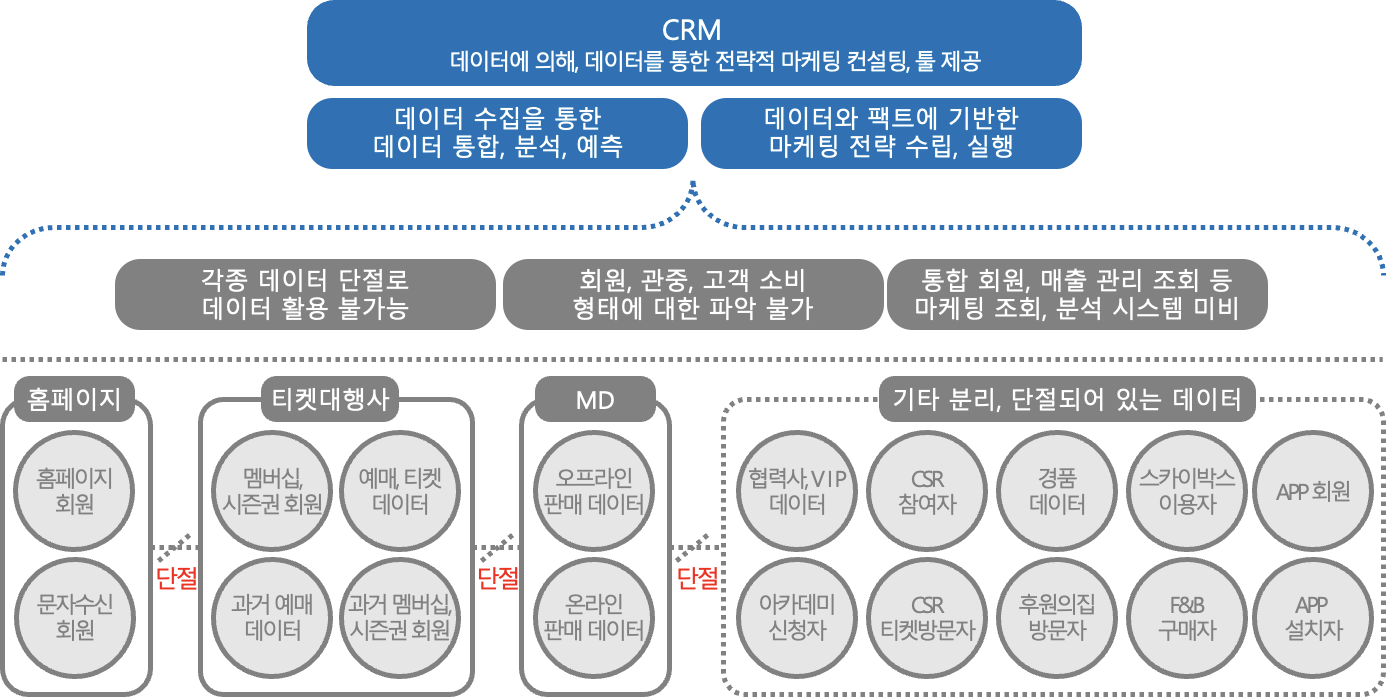 CRM
데이터에 의해, 데이터를 통한 전략적 마케팅 컨설팅, 툴 제공
데이터 수집을 통한
데이터 통합, 분석, 예측
데이터와 팩트에 기반한
마케팅 전략 수립, 실행
각종 데이터 단절로
데이터 활용 불가능
회원, 관중, 고객 소비
형태에 대한 파악 불가
통합 회원, 매출 관리 조회 등
마케팅 조회, 분석 시스템 미비
홈페이지
홈페이지
회원
문자수신
회원
단절
티켓대행사
멤버십,
시즌권 회원
예매, 티켓
데이터
과거 예매
데이터
과거 멤버십,
시즌권 회원
단절
MD
오프라인
판매 데이터
온라인
판매 데이터
단절
기타 분리, 단절되어 있는 데이터
협력사, VIP
데이터
CSR
참여자
경품
데이터
스카이박스
이용자
APP 회원
아카데미
신청자
CSR
티켓방문자
후원의집
방문자
F&B
구매자
APP
설치자